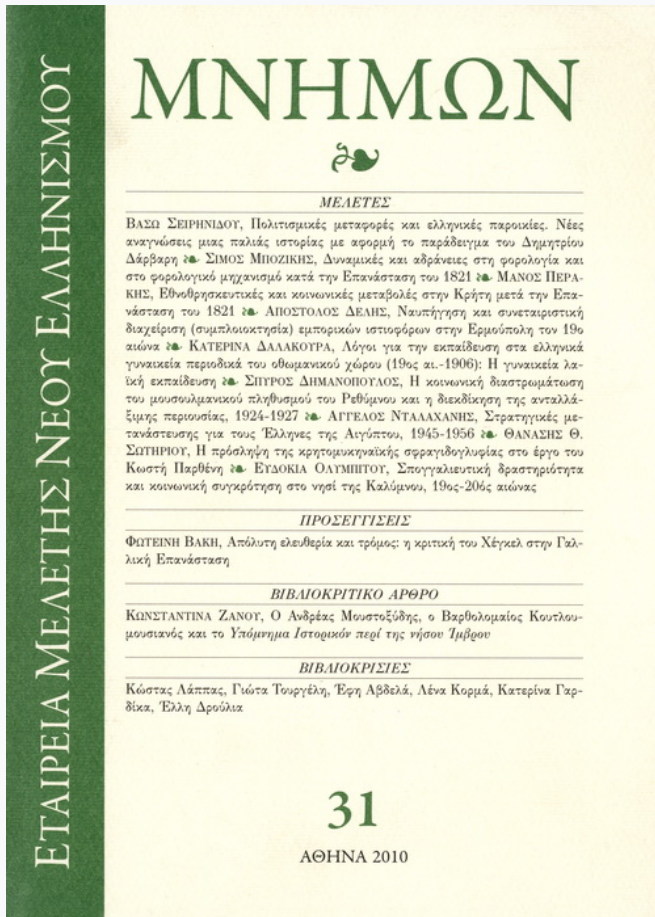 ΕΤΑΙΡΕΙΑ ΜΕΛΕΤΗΣ ΝΕΟΥ ΕΛΛΗΝΙΣΜΟΥ
ΜΝΗΜΩΝ
ΜΕΛΕΤΕΣ
ΒΑΣΩ ΣΕΙΡΗΝΙΔΟΥ, Πολιτισμικές μεταφορές και ελληνικές παροικίες. Νέες
αναγνώσεις μιας παλιάς ιστορίας με αφορμή το παράδειγμα του Δημητρίου
Δάρβαρη ❧ ΣΙΜΟΣ ΜΠΟΖΙΚΗΣ, Δυναμικές και αδράνειες στη φορολογία και
στο φορολογικό μηχανισμό κατά την Επανάσταση του 1821 ❧ ΜΑΝΟΣ ΠΕΡΑ-
ΚΗΣ, Εθνοθρησκευτικές και κοινωνικές μεταβολές στην Κρήτη μετά την Επα-
νάσταση του 1821 ❧ ΑΠΟΣΤΟΛΟΣ ΔΕΛΗΣ, Ναυπήγηση και συνεταιριστική
διαχείριση (συμπλοιοκτησία) εμπορικών ιστιοφόρων στην Ερμούπολη τον 19ο
αιώνα ❧ ΚΑΤΕΡΙΝΑ ΔΑΛΑΚΟΥΡΑ, Λόγοι για την εκπαίδευση στα ελληνικά
γυναικεία περιοδικά του οθωμανικού χώρου (19ος αι.-1906): Η γυναικεία λα-
ϊκή εκπαίδευση ❧ ΣΠΥΡΟΣ ΔΗΜΑΝΟΠΟΥΛΟΣ, Η κοινωνική διαστρωμάτωση
του μουσουλμανικού πληθυσμού του Ρεθύμνου και η διεκδίκηση της ανταλλά-
ξιμης περιουσίας, 1924-1927 ❧ ΑΓΓΕΛΟΣ ΝΤΑΛΑΧΑΝΗΣ, Στρατηγικές με-
τανάστευσης για τους Έλληνες της Αιγύπτου, 1945-1956 ❧ ΘΑΝΑΣΗΣ Θ.
ΣΩΤΗΡΙΟΥ, Η πρόσληψη της κρητομυκηναϊκής σφραγιδογλυφίας στο έργο του
Κωστή Παρθένη ❧ ΕΥΔΟΚΙΑ ΟΛΥΜΠΙΤΟΥ, Σπογγαλιευτική δραστηριότητα
και κοινωνική συγκρότηση στο νησί της Καλύμνου, 19ος-20ός αιώνας
ΠΡΟΣΕΓΓΙΣΕΙΣ
ΦΩΤΕΙΝΗ ΒΑΚΗ, Απόλυτη ελευθερία και τρόμος: η κριτική του Χέγκελ στην Γαλ-
λική Επανάσταση
ΒΙΒΛΙΟΚΡΙΤΙΚΟ ΑΡΘΡΟ
ΚΩΝΣΤΑΝΤΙΝΑ ΖΑΝΟΥ, Ο Ανδρέας Μουστοξύδης, ο Βαρθολομαίος Κουτλου-
μουσιανός και το Υπόμνημα Ιστορικόν περί της νήσου Ίμβρου
ΒΙΒΛΙΟΚΡΙΣΙΕΣ
Κώστας Λάππας, Γιώτα Τουργέλη, Έφη Αβδελά, Λένα Κορμά, Κατερίνα Γαρ-
δίκα, Έλλη Δρούλια
31
ΑΘΗΝΑ 2010